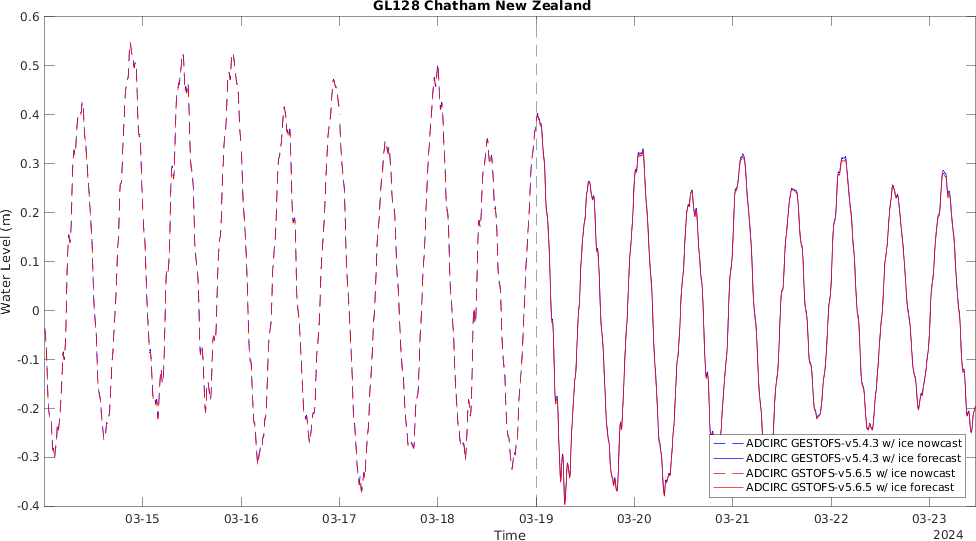 GL128 Chatham New Zealand
0.6
0.5
0.4
0.3
0.2
0.1
0
-0.1
-0.2
-0.3
-0.4
Water Level (m)
ADCIRC GESTOFS-v5.4.3 w/ ice nowcast
ADCIRC GESTOFS-v5.4.3 w/ ice forecast
ADCIRC GSTOFS-v5.6.5 w/ ice nowcast
ADCIRC GSTOFS-v5.6.5 w/ ice forecast
03-15 03-16 03-17 03-18 03-19 03-20 03-21 03-22 03-23
Time
2024